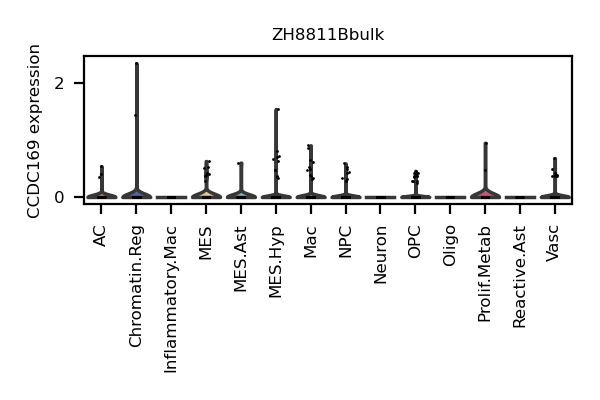 ZH8811Bbulk
CCDC169 expression
2
0
AC
Chromatin.Reg
Inflammatory.Mac
MES
MES.Ast
MES.Hyp
Mac
NPC
Neuron
OPC
Oligo
Prolif.Metab
Reactive.Ast
Vasc